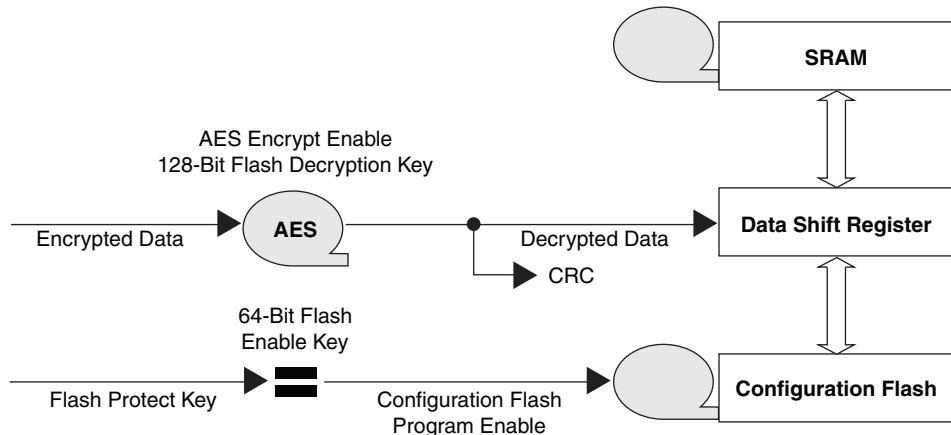 SRAM
AES Encrypt Enable
128-Bit Flash Decryption Key
AES
Data Shift Register
Encrypted Data
Decrypted Data
CRC
64-Bit Flash
Enable Key
Configuration Flash
Flash Protect Key
Configuration Flash
Program Enable